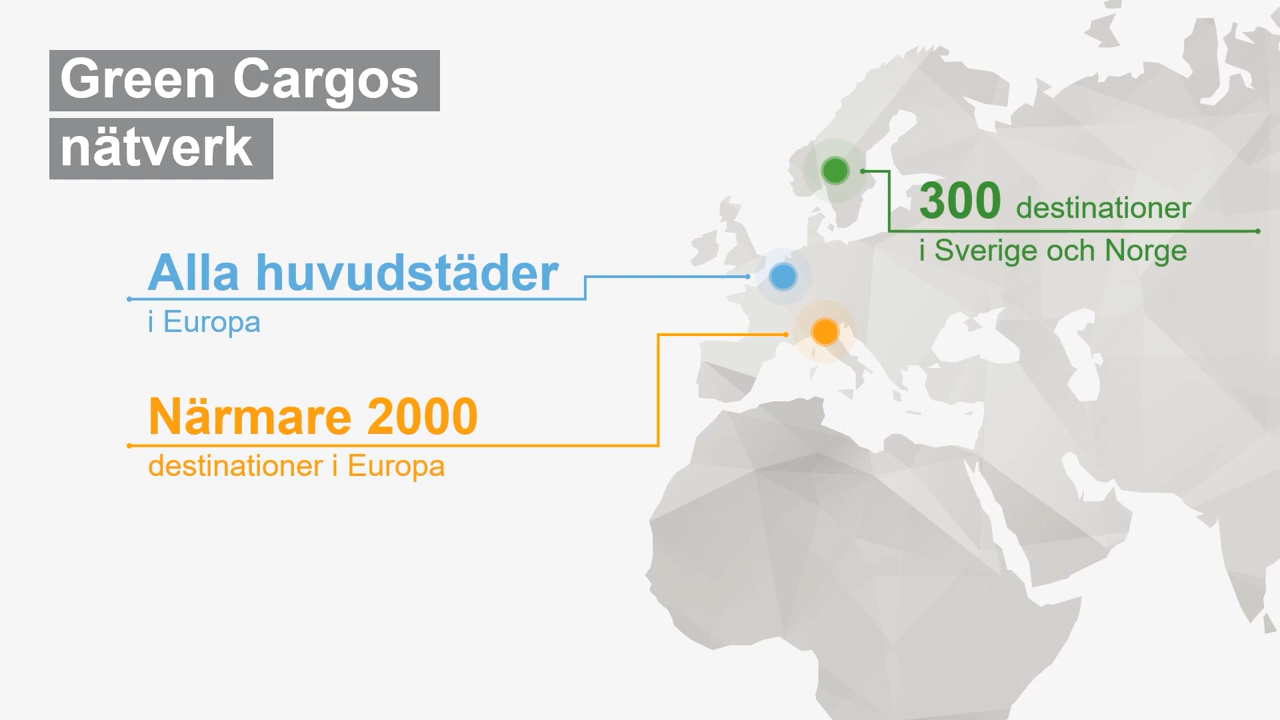 Green Cargos
nätverk
300 destinationer
i Sverige och Norge
Alla huvudstäder
i Europa
Närmare 2000
destinationer i Europa